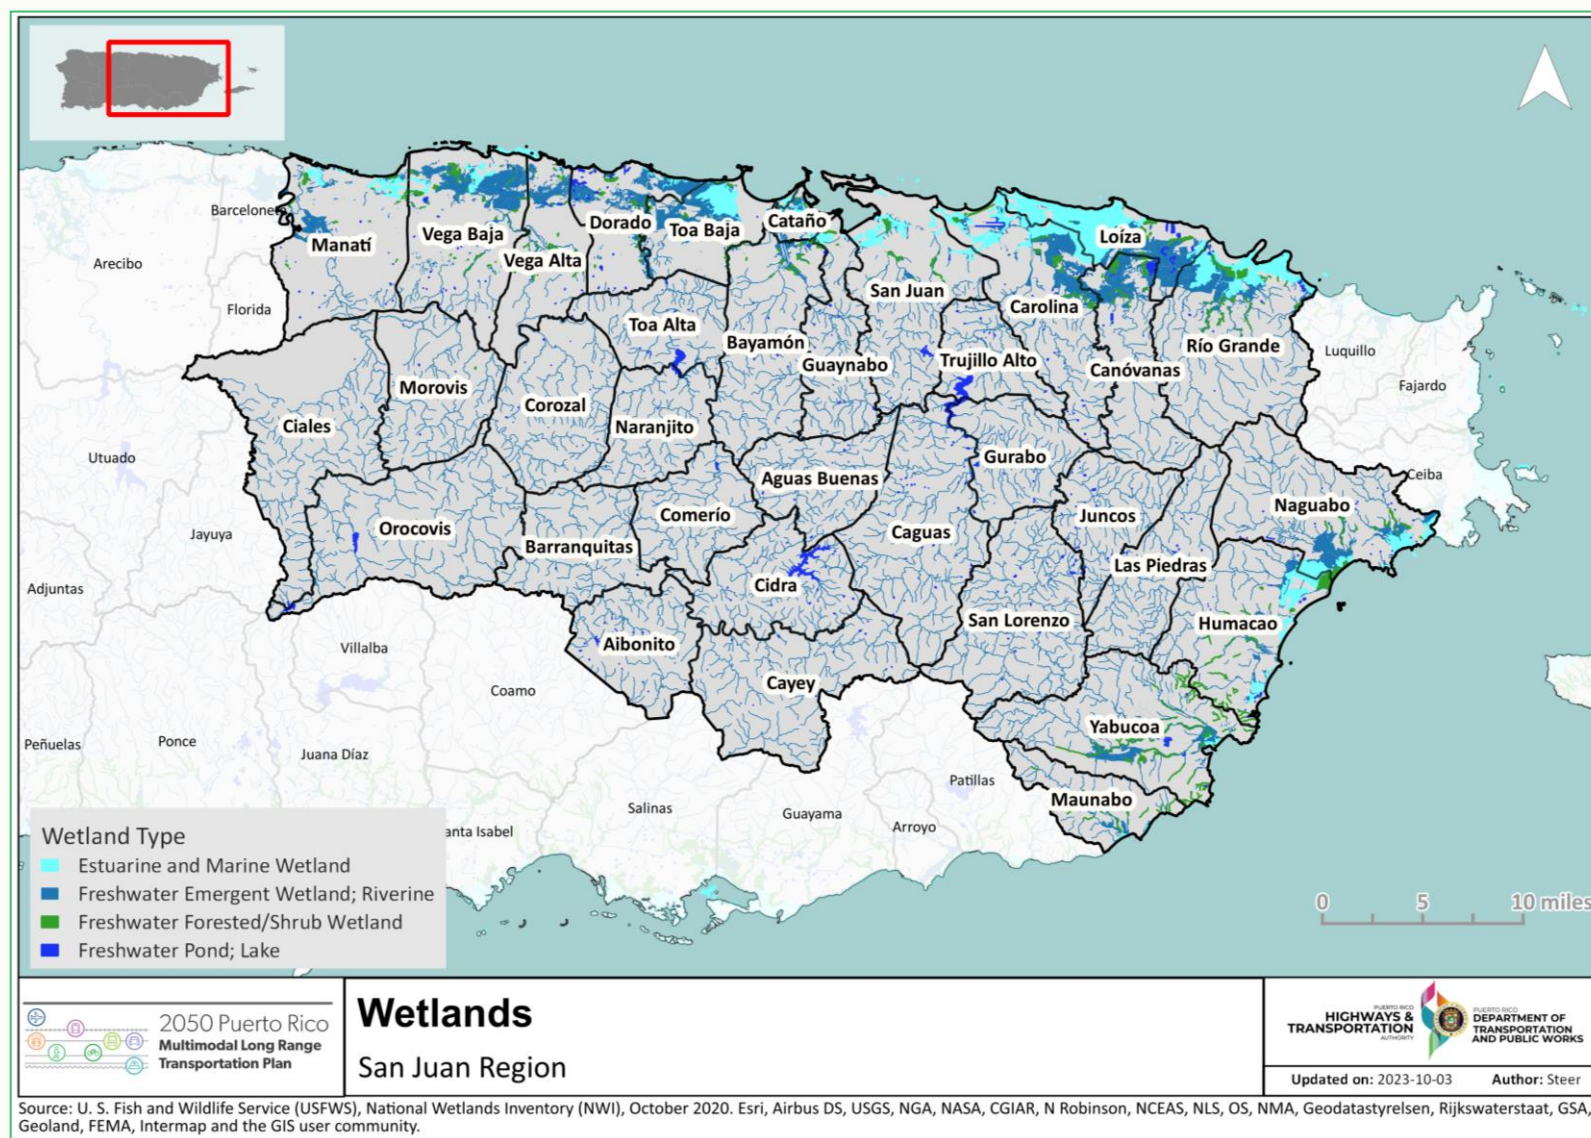 Barceloneta
Manatí
Vega Baja
Vega Alta
Dorado
Toa Baja
Cataño
Loíza
Arecibo
Florida
San Juan
Carolina
Toa Alta
Bayamón
Guaynabo
Trujillo Alto
Canóvanas
Río Grande
Luquillo
Fajardo
Morovis
Ciales
Corozal
Naranjito
Utuado
Aguas Buenas
Gurabo
Ceiba
Naguabo
Jayuya
Orocovis
Comerío
Barranquitas
Caguas
Juncos
Las Piedras
Adjuntas
Cidra
San Lorenzo
Humacao
Villalba
Aibonito
Coamo
Cayey
Yabucoa
Peñuelas
Ponce
Juana Díaz
Patillas
Maunabo
Salinas
Guayama
Arroyo
anta Isabel
Wetland Type
Estuarine and Marine Wetland
Freshwater Emergent Wetland; Riverine
Freshwater Forested/Shrub Wetland
Freshwater Pond; Lake
0 5 10 miles
2050 Puerto Rico
Multimodal Long Range
Transportation Plan
Wetlands
San Juan Region
PUERTO RICO
HIGHWAYS &
TRANSPORTATION
AUTHORITY
PUERTO RICO
DEPARTMENT OF
TRANSPORTATION
AND PUBLIC WORKS
Updated on: 2023-10-03 Author: Steer
Source: U. S. Fish and Wildlife Service (USFWS), National Wetlands Inventory (NWI), October 2020. Esri, Airbus DS, USGS, NGA, NASA, CGIAR, N Robinson, NCEAS, NLS, OS, NMA, Geodatastyrelsen, Rijkswaterstaat, GSA,
Geoland, FEMA, Intermap and the GIS user community.